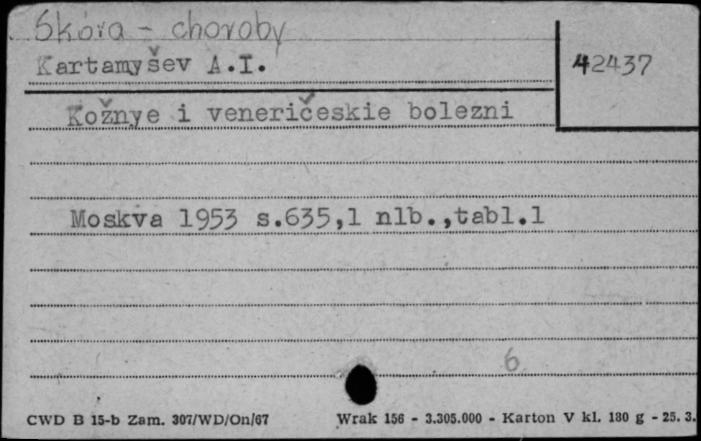 Skóra - choroby
Kartamyšev A.I.
42437
Kožnye i veneričeskie bolezni
Moskva 1953 s.635,1 nlb.,tabl.1
6
CWD B 15-b Zam. 307/WD/On/67 Wrak 156 - 3.305.000 - Karton V kl. 180 g - 25. 3.